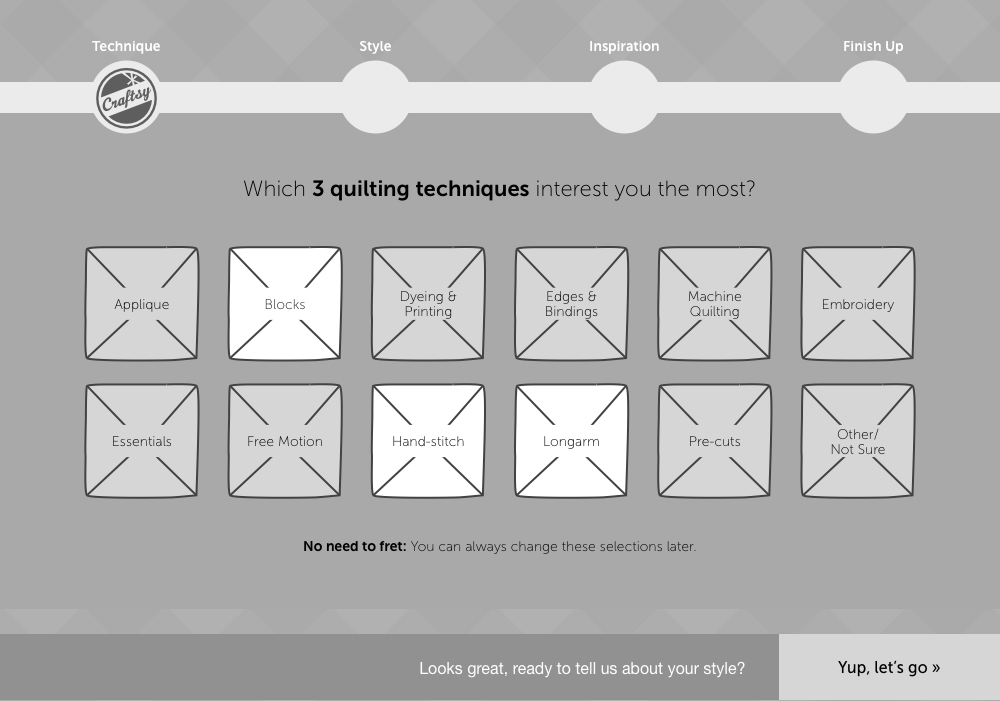 Technique
Style
Inspiration
Finish Up
Craftsy
Which 3 quilting techniques interest you the most?
Applique
Blocks
Dyeing &
Printing
Edges &
Bindings
Machine
Quilting
Embroidery
Essentials
Free Motion
Hand-stitch
Longarm
Pre-cuts
Other/
Not Sure
No need to fret: You can always change these selections later.
Looks great, ready to tell us about your style?
Yup, let’s go »